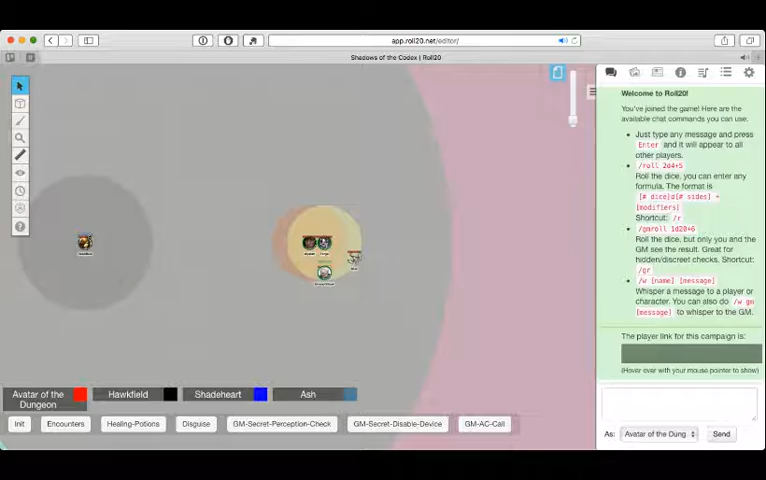 app.roll20.net/editor/
Shadows of the Codex | Roll20
Welcome to Roll20!
You've joined the game! Here are the
available chat commands you can use:
Just type any message and press
Enter and it will appear to all
other players.
/roll 2d4+5
Roll the dice, you can enter any
formula. The format is
[# dice]d[# sides] +
[modifiers]
Shortcut: /r
/gmroll 1d20+6
Roll the dice, but only you and the
GM see the result. Great for
hidden/discreet checks. Shortcut:
/gr
/w [name] [message]
Whisper a message to a player or
character. You can also do /w gm
[message] to whisper to the GM.
The player link for this campaign is:
(Hover over with your mouse pointer to show)
Avatar of the
Dungeon
Hawkfield
Shadeheart
Ash
Init
Encounters
Healing-Potions
Disguise
GM-Secret-Perception-Check
GM-Secret-Disable-Device
GM-AC-Call
As:
Avatar of the Dung
Send